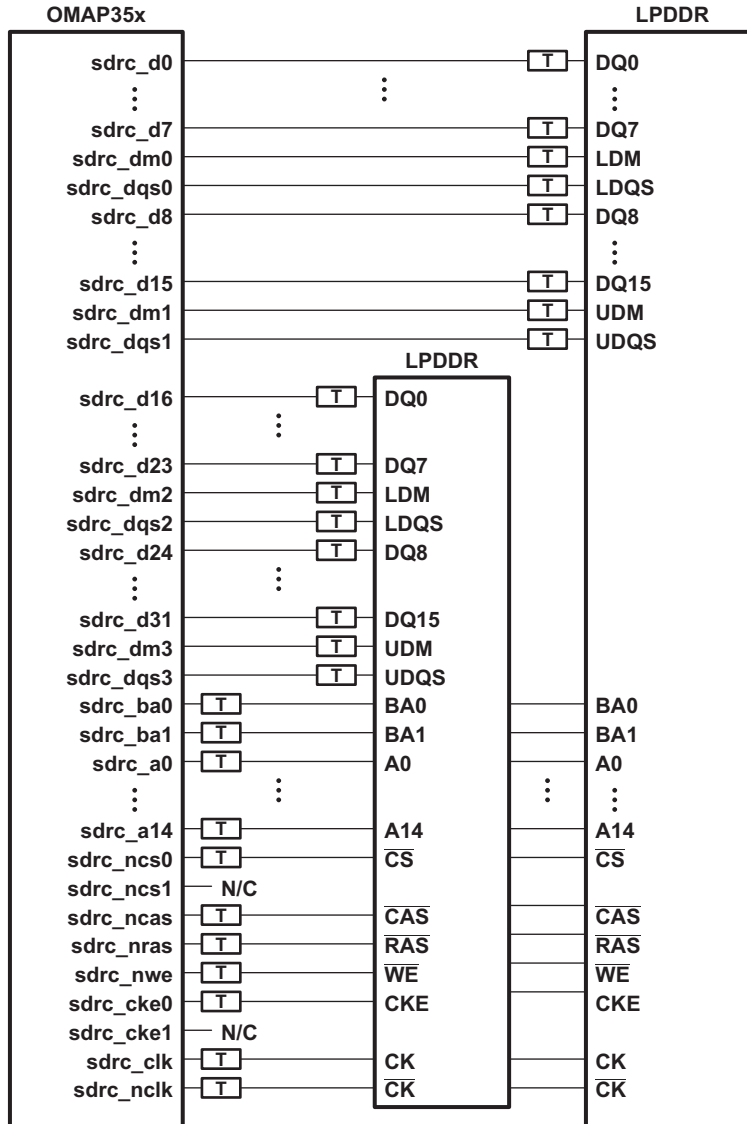 OMAP35x LPDDR
sdrc_d0 T DQ0
sdrc_d7 T DQ7
sdrc_dm0 T LDM
sdrc_dqs0 T LDQS
sdrc_d8 T DQ8
sdrc_d15 T DQ15
sdrc_dm1 T UDM
sdrc_dqs1 T UDQS
LPDDR
sdrc_d16 T DQ0
sdrc_d23 T DQ7
sdrc_dm2 T LDM
sdrc_dqs2 T LDQS
sdrc_d24 T DQ8
sdrc_d31 T DQ15
sdrc_dm3 T UDM
sdrc_dqs3 T UDQS
sdrc_ba0 T BA0 BA0
sdrc_ba1 T BA1 BA1
sdrc_a0 T A0 A0
sdrc_a14 T A14 A14
sdrc_ncs0 T CS CS
sdrc_ncs1 N/C
sdrc_ncas T CAS CAS
sdrc_nras T RAS RAS
sdrc_nwe T WE WE
sdrc_cke0 T CKE CKE
sdrc_cke1 N/C
sdrc_clk T CK CK
sdrc_nclk T CK CK